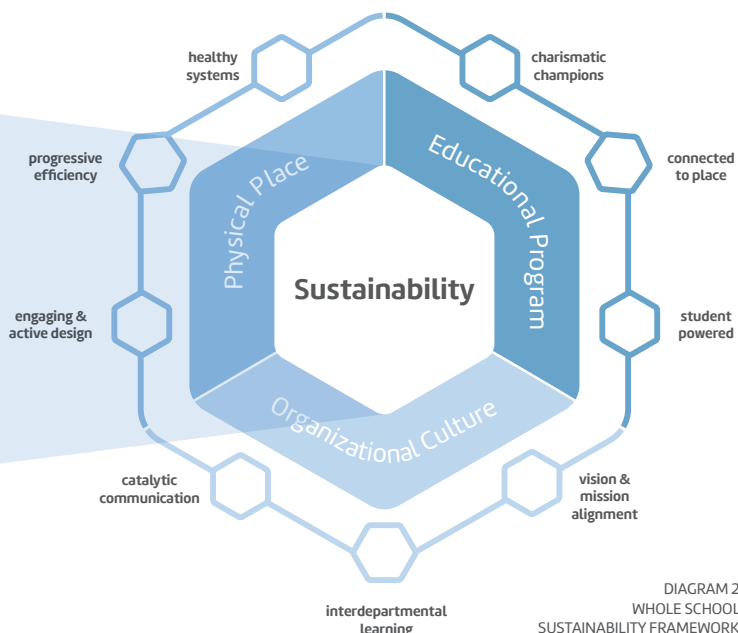 healthy
systems
charismatic
champions
progressive
efficiency
Physical Place
Educational Program
connected
to place
Sustainability
engaging &
active design
student
powered
Organizational Culture
catalytic
communication
vision &
mission
alignment
interdepartmental
learning
DIAGRAM 2
WHOLE SCHOOL
SUSTAINABILITY FRAMEWORK